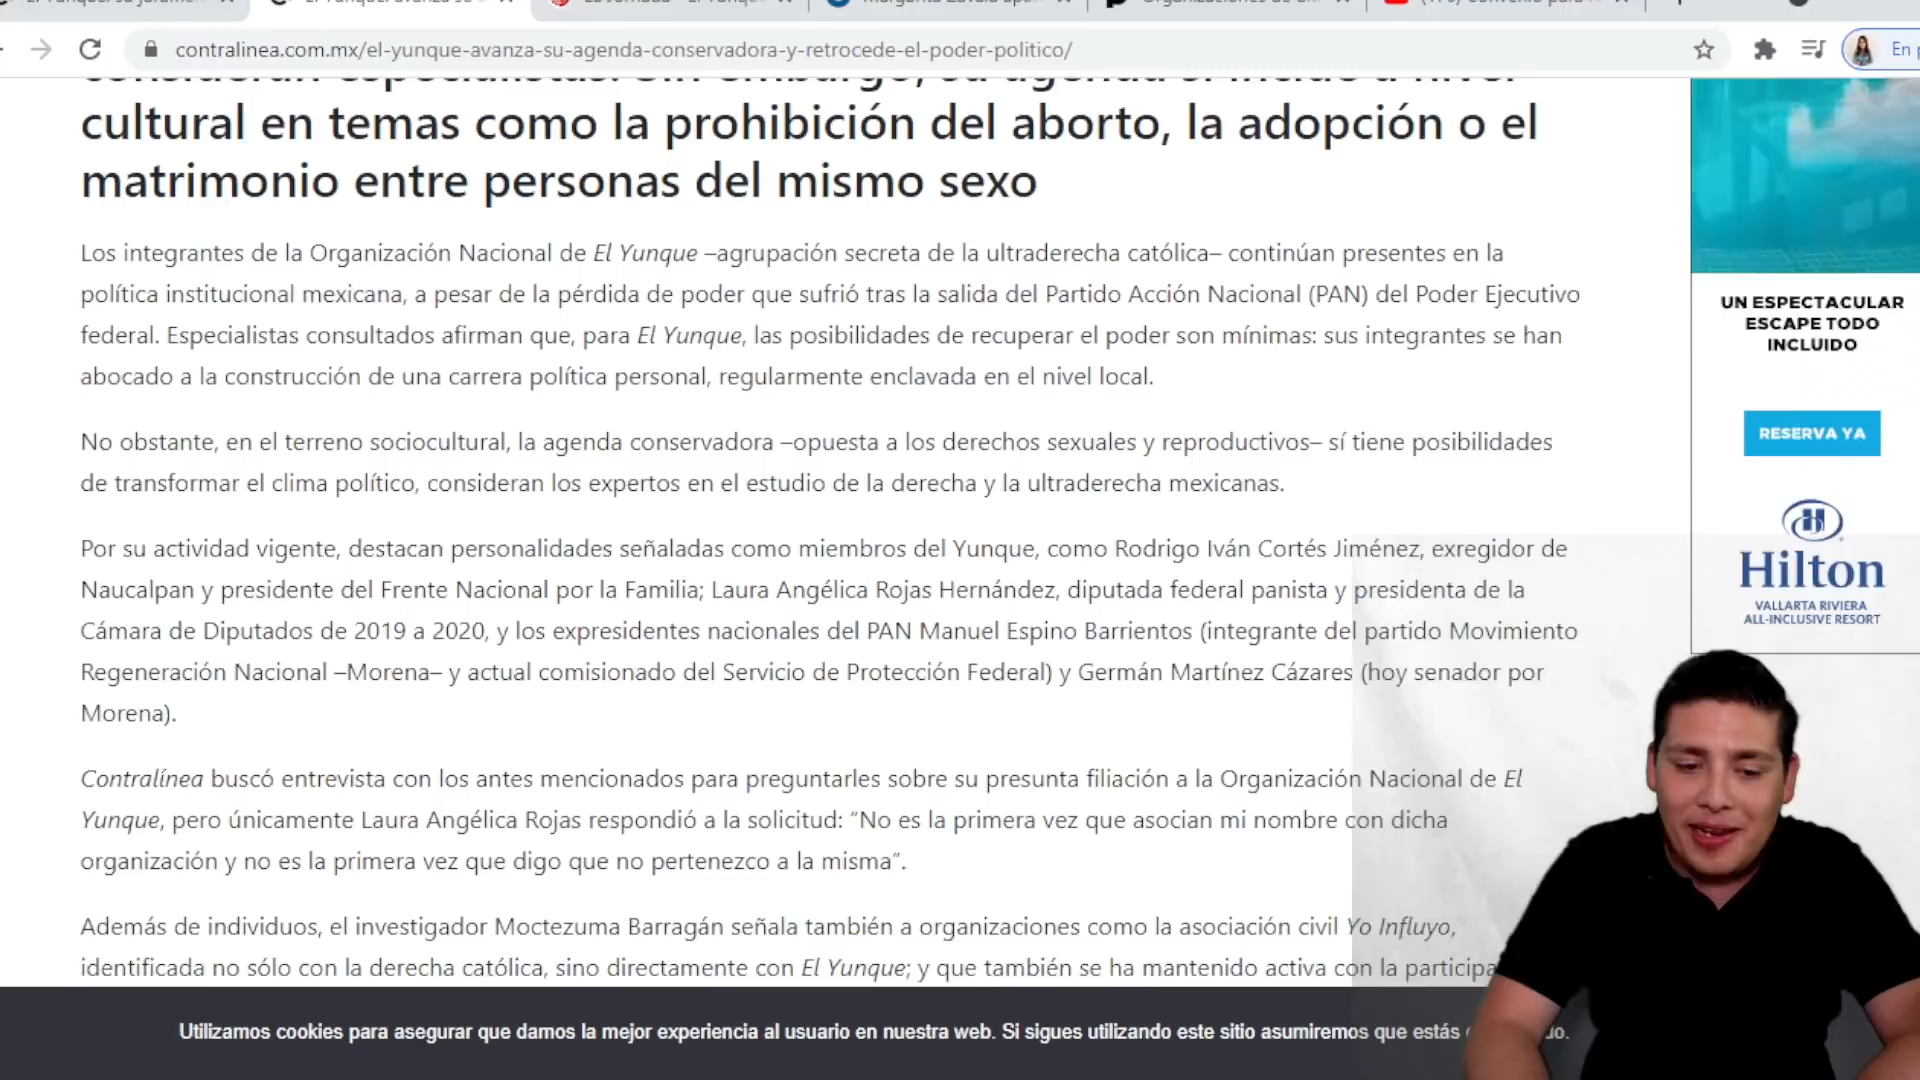 contralinea.com.mx/el-yunque-avanza-su-agenda-conservadora-y-retrocede-el-poder-politico/
En p
cultural en temas como la prohibición del aborto, la adopción o el
matrimonio entre personas del mismo sexo
Los integrantes de la Organización Nacional de El Yunque –agrupación secreta de la ultraderecha católica– continúan presentes en la
política institucional mexicana, a pesar de la pérdida de poder que sufrió tras la salida del Partido Acción Nacional (PAN) del Poder Ejecutivo
federal. Especialistas consultados afirman que, para El Yunque, las posibilidades de recuperar el poder son mínimas: sus integrantes se han
abocado a la construcción de una carrera política personal, regularmente enclavada en el nivel local.
No obstante, en el terreno sociocultural, la agenda conservadora –opuesta a los derechos sexuales y reproductivos– sí tiene posibilidades
de transformar el clima político, consideran los expertos en el estudio de la derecha y la ultraderecha mexicanas.
Por su actividad vigente, destacan personalidades señaladas como miembros del Yunque, como Rodrigo Iván Cortés Jiménez, exregidor de
Naucalpan y presidente del Frente Nacional por la Familia; Laura Angélica Rojas Hernández, diputada federal panista y presidenta de la
Cámara de Diputados de 2019 a 2020, y los expresidentes nacionales del PAN Manuel Espino Barrientos (integrante del partido Movimiento
Regeneración Nacional –Morena– y actual comisionado del Servicio de Protección Federal) y Germán Martínez Cázares (hoy senador por
Morena).
Contralínea buscó entrevista con los antes mencionados para preguntarles sobre su presunta filiación a la Organización Nacional de El
Yunque, pero únicamente Laura Angélica Rojas respondió a la solicitud: “No es la primera vez que asocian mi nombre con dicha
organización y no es la primera vez que digo que no pertenezco a la misma”.
Además de individuos, el investigador Moctezuma Barragán señala también a organizaciones como la asociación civil Yo Influyo,
identificada no sólo con la derecha católica, sino directamente con El Yunque; y que también se ha mantenido activa con la participa
UN ESPECTACULAR
ESCAPE TODO
INCLUIDO
RESERVA YA
Hilton
VALLARTA RIVIERA
ALL-INCLUSIVE RESORT
Utilizamos cookies para asegurar que damos la mejor experiencia al usuario en nuestra web. Si sigues utilizando este sitio asumiremos que estás